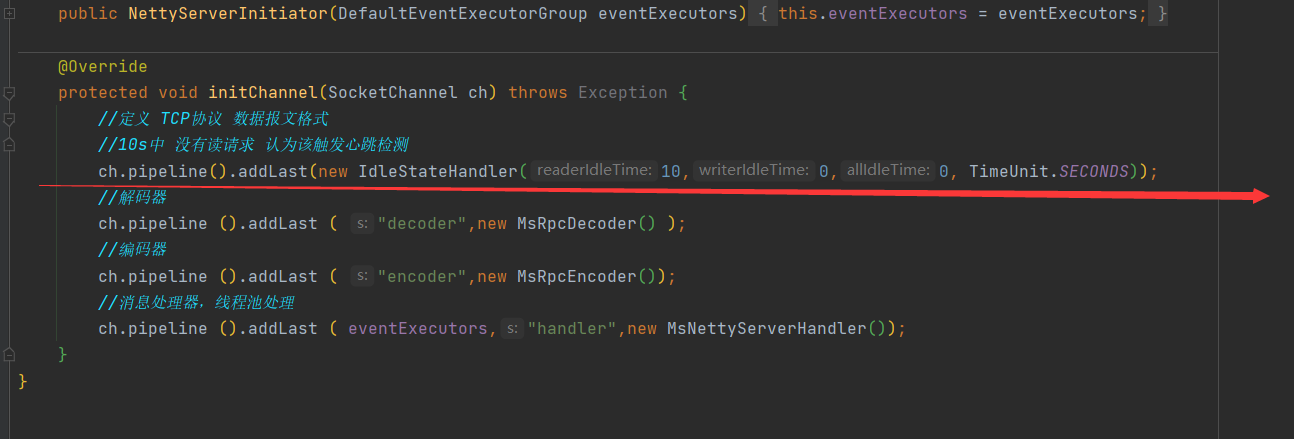 public NettyServerInitiator(DefaultEventExecutorGroup eventExecutors) { this.eventExecutors = eventExecutors; }
@Override
protected void initChannel(SocketChannel ch) throws Exception {
//定义 TCP协议 数据报文格式
//10s中 没有读请求 认为该触发心跳检测
ch.pipeline().addLast(new IdleStateHandler( readerIdleTime: 10, writerIdleTime: 0, allIdleTime: 0, TimeUnit.SECONDS));
//解码器
ch.pipeline ().addLast ( s: "decoder",new MsRpcDecoder() );
//编码器
ch.pipeline ().addLast ( s: "encoder",new MsRpcEncoder());
//消息处理器，线程池处理
ch.pipeline ().addLast ( eventExecutors, s: "handler",new MsNettyServerHandler());
}
}